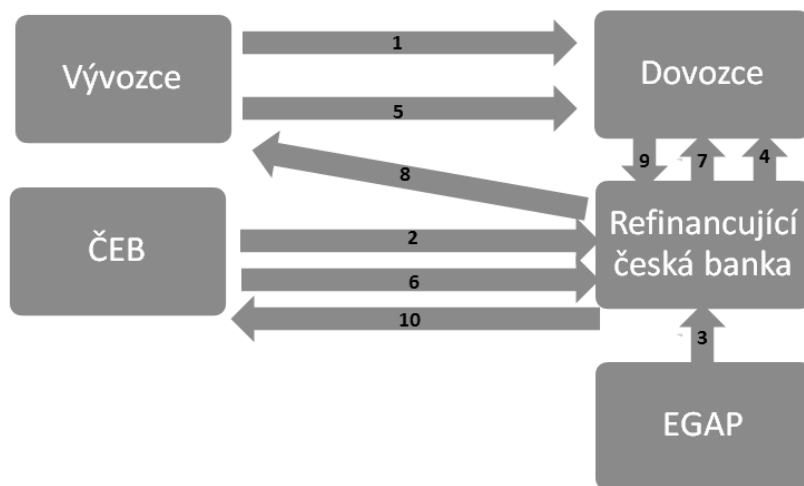 1
Vývozce
Dovozce
5
9
7
4
8
Refinancující
česká banka
ČEB
2
6
10
3
EGAP